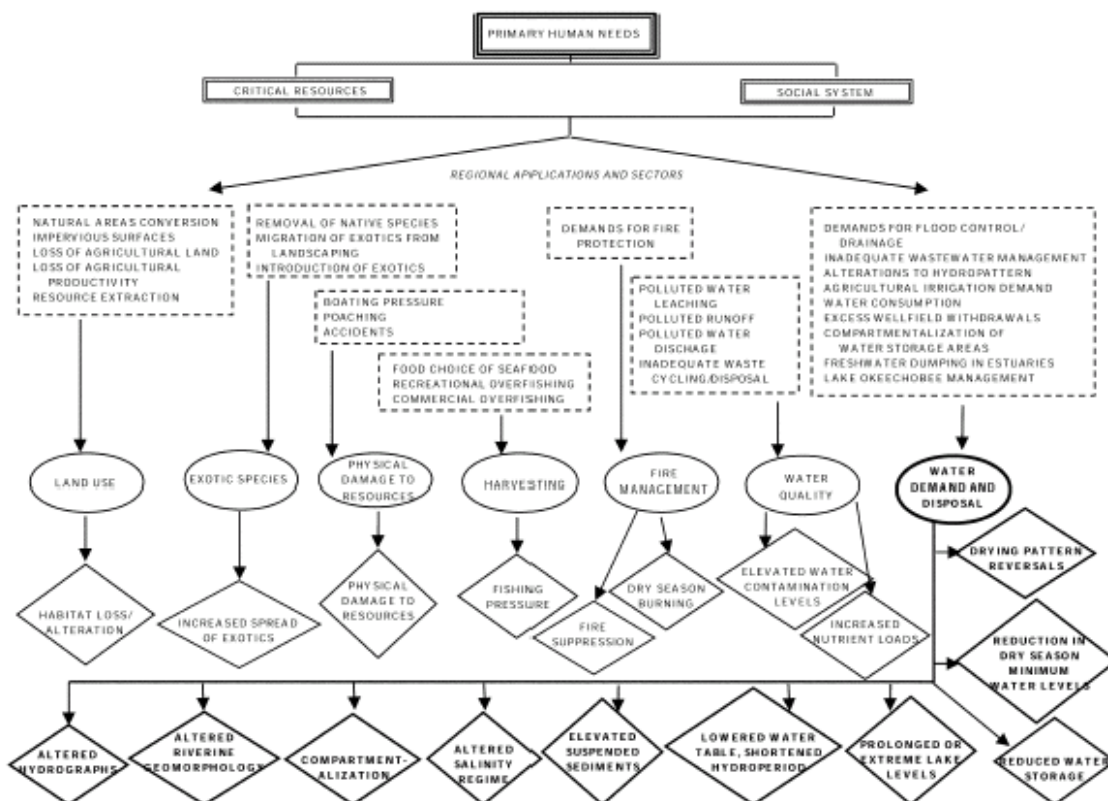 PRIMARY HUMAN NEEDS
CRITICAL RESOURCES
SOCIAL SYSTEM
REGIONAL APIPLICATIONS AND SECTORS
NATURAL AREAS CONVERSION
IMPERVIOUS SURFACES
LOSS OF AGRICULTURAL LAND
LOSS OF AGRICULTURAL
PRODUCTIVITY
RESOURCE EXTRACTION
REMOVAL OF NATIVE SPECIES
MIGRATION OF EXOTICS FROM
LANDSCAPING
INTRODUCTION OF EXOTICS
BOATING PRESSURE
POACHING
ACCIDENTS
FOOD CHOICE OF SEAFOOD
RECREATIONAL OVERFISHING
COMMERCIAL OVERFISHING
DEMANDS FOR FIRE
PROTECTION
POLLUTED WATER
LEACHING
POLLUTED RUNOFF
POLLUTED WATER
DISCHAGE
INADEQUATE WASTE
CYCLING/DISPOSAL
DEMANDS FOR FLOOD CONTROL/
DRAINAGE
INADEQUATE WASTEWATER MANAGEMENT
ALTERATIONS TO HYDROPATTERN
AGRICULTURAL IRRIGATION DEMAND
WATER CONSUMPTION
EXCESS WELLFIELD WITHDRAWALS
COMPARTMENTALIZATION OF
WATER STORAGE AREAS
FRESHWATER DUMPING IN ESTUARIES
LAKE OKEECHOBEE MANAGEMENT
LAND USE
EXOTIC SPECIES
PHYSICAL
DAMAGE TO
RESOURCES
HARVESTING
FIRE
MANAGEMENT
WATER
QUALITY
WATER
DEMAND AND
DISPOSAL
HABITAT LOSS/
ALTERATION
INCREASED SPREAD
OF EXOTICS
PHYSICAL
DAMAGE TO
RESOURCES
FISHING
PRESSURE
FIRE
SUPPRESSION
DRY SEASON
BURNING
ELEVATED WATER
CONTAMINATION
LEVELS
INCREASED
NUTRIENT LOADS
DRYING PATTERN
REVERSALS
REDUCTION IN
DRY SEASON
MINIMUM
WATER LEVELS
ALTERED
HYDROGRAPHS
ALTERED
RIVERINE
GEOMORPHOLOGY
COMPARTMENT-
ALIZATION
ALTERED
SALINITY
REGIME
ELEVATED
SUSPENDED
SEDIMENTS
LOWERED WATER
TABLE, SHORTENED
HYDROPERIOD
PROLONGED OR
EXTREME LAKE
LEVELS
REDUCED WATER
STORAGE